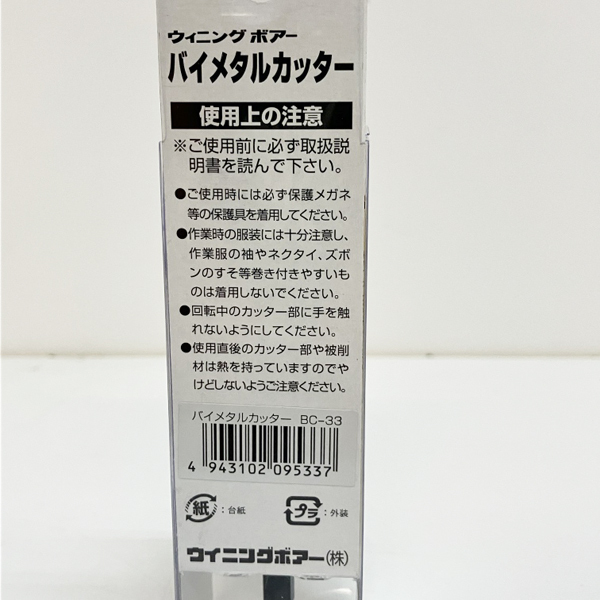 ウィニング ボアー
バイメタルカッター
使用上の注意
※ご使用前に必ず取扱説
明書を読んで下さい。
●ご使用時には必ず保護メガネ
等の保護具を着用してください。
●作業時の服装には十分注意し、
作業服の袖やネクタイ、ズボ
ンのすそ等巻き付きやすいも
のは着用しないでください。
●回転中のカッター部に手を触
れないようにしてください。
●使用直後のカッター部や被削
材は熱を持っていますのでや
けどしないようご注意ください。
バイメタルカッター BC-33
4 943102 095337
紙 :台紙
プラ :外装
ウイニングボアー(株)